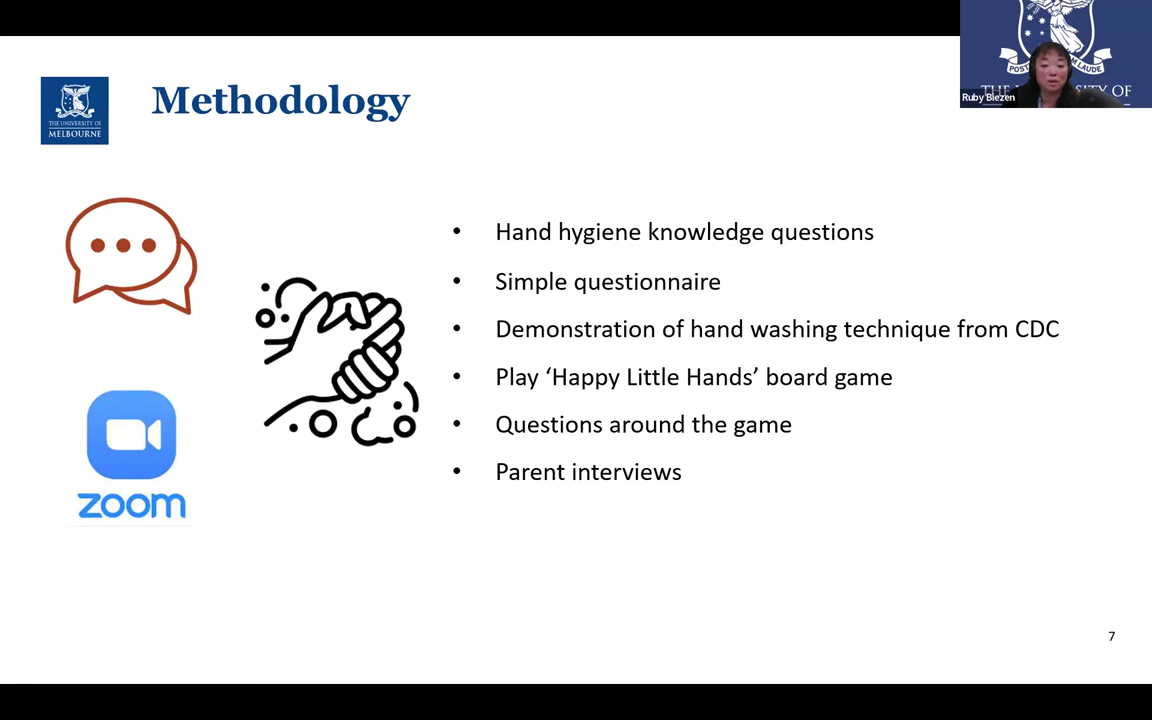 THE UNIVERSITY OF
MELBOURNE
Methodology
Ruby Biezen
• Hand hygiene knowledge questions
• Simple questionnaire
• Demonstration of hand washing technique from CDC
• Play ‘Happy Little Hands’ board game
• Questions around the game
• Parent interviews
zoom
7